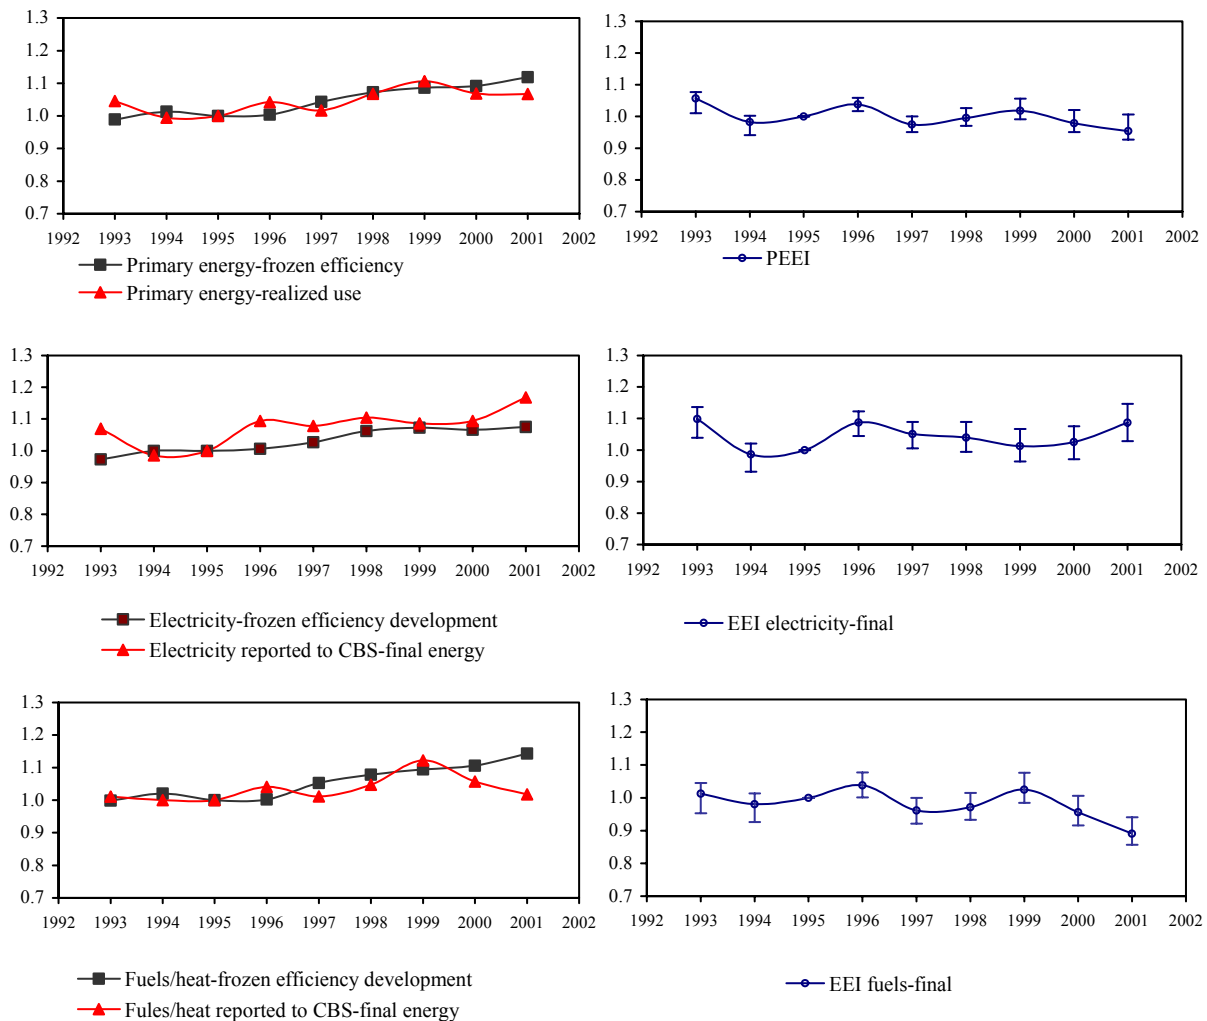 1.3
1.2
1.1
1.0
0.9
0.8
0.7
1992 1993 1994 1995 1996 1997 1998 1999 2000 2001 2002
Primary energy-frozen efficiency
Primary energy-realized use
1.3
1.2
1.1
1.0
0.9
0.8
0.7
1992 1993 1994 1995 1996 1997 1998 1999 2000 2001 2002
PEEI
1.3
1.2
1.1
1.0
0.9
0.8
0.7
1992 1993 1994 1995 1996 1997 1998 1999 2000 2001 2002
Electricity-frozen efficiency development
Electricity reported to CBS-final energy
1.3
1.2
1.1
1.0
0.9
0.8
0.7
1992 1993 1994 1995 1996 1997 1998 1999 2000 2001 2002
EEI electricity-final
1.3
1.2
1.1
1.0
0.9
0.8
0.7
1992 1993 1994 1995 1996 1997 1998 1999 2000 2001 2002
Fuels/heat-frozen efficiency development
Fules/heat reported to CBS-final energy
1.3
1.2
1.1
1.0
0.9
0.8
0.7
1992 1993 1994 1995 1996 1997 1998 1999 2000 2001 2002
EEI fuels-final